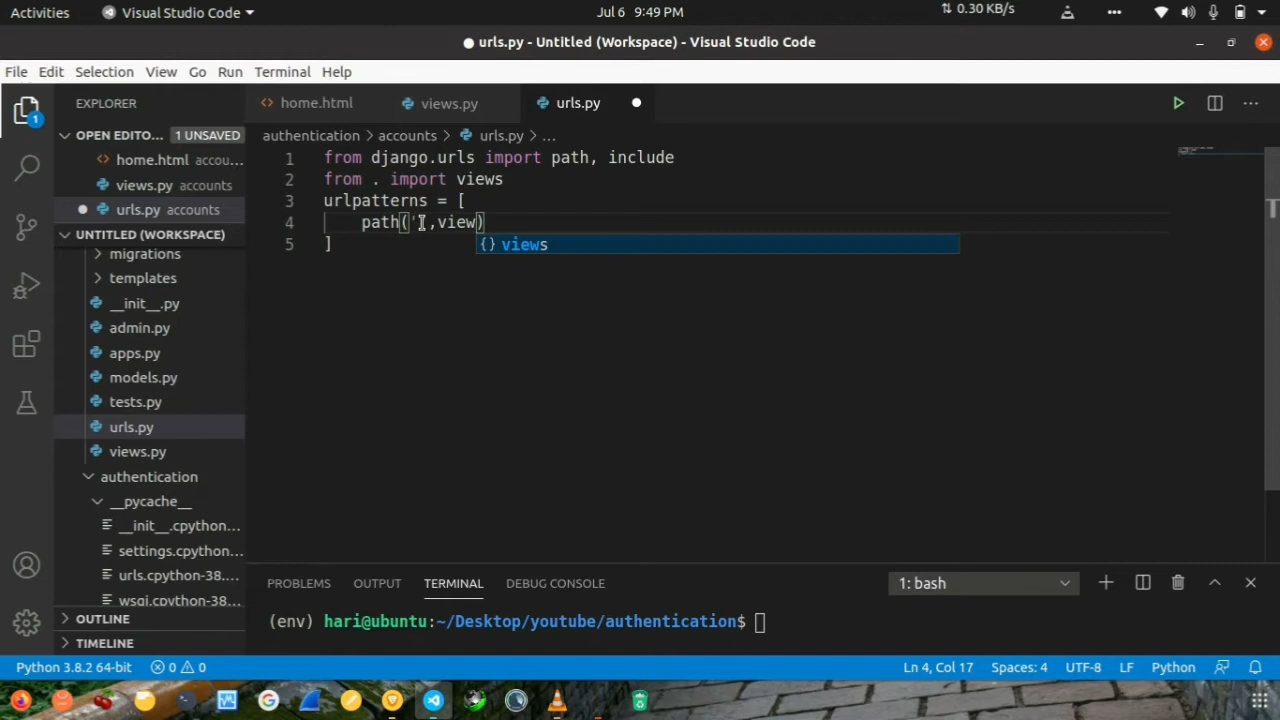 Activities
Visual Studio Code
Jul 6 9:49 PM
0.30 KB/s
urls.py - Untitled (Workspace) - Visual Studio Code
File Edit Selection View Go Run Terminal Help
1
EXPLORER
home.html
views.py
urls.py
OPEN EDITO... 1 UNSAVED
authentication > accounts > urls.py > ...
home.html accou...
views.py accounts
urls.py accounts
UNTITLED (WORKSPACE)
migrations
templates
__init__.py
admin.py
apps.py
models.py
tests.py
urls.py
views.py
authentication
__pycache__
__init__.cpython...
settings.cpython...
urls.cpython-38....
wsgi.cpython-38...
OUTLINE
TIMELINE
1 from django.urls import path, include
2 from . import views
3 urlpatterns = [
4 path('',view)
{} views
5 ]
PROBLEMS OUTPUT TERMINAL DEBUG CONSOLE
1: bash
(env) hari@ubuntu:~/Desktop/youtube/authentication$
Python 3.8.2 64-bit
0 0
Ln 4, Col 17
Spaces: 4
UTF-8
LF
Python